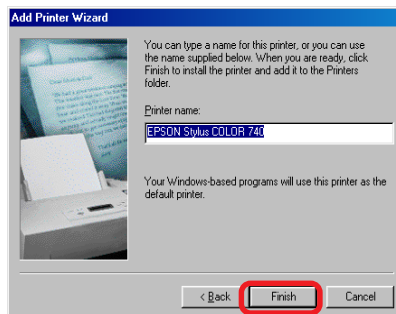 Add Printer Wizard
You can type a name for this printer, or you can use
the name supplied below. When you are ready, click
Finish to install the printer and add it to the Printers
folder.
Printer name:
EPSON Stylus COLOR 740
Your Windows-based programs will use this printer as the
default printer.
< Back Finish Cancel